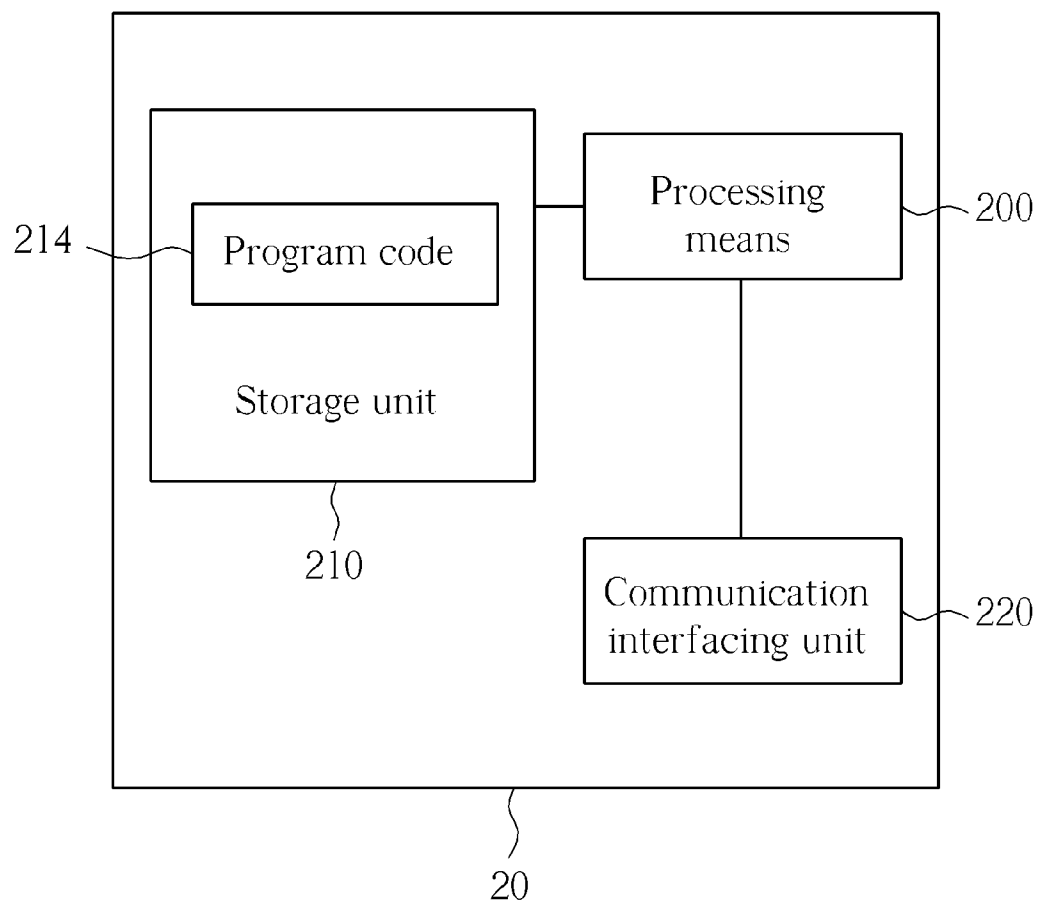 Processing
means
200
214
Program code
Storage unit
210
Communication
interfacing unit
220
20